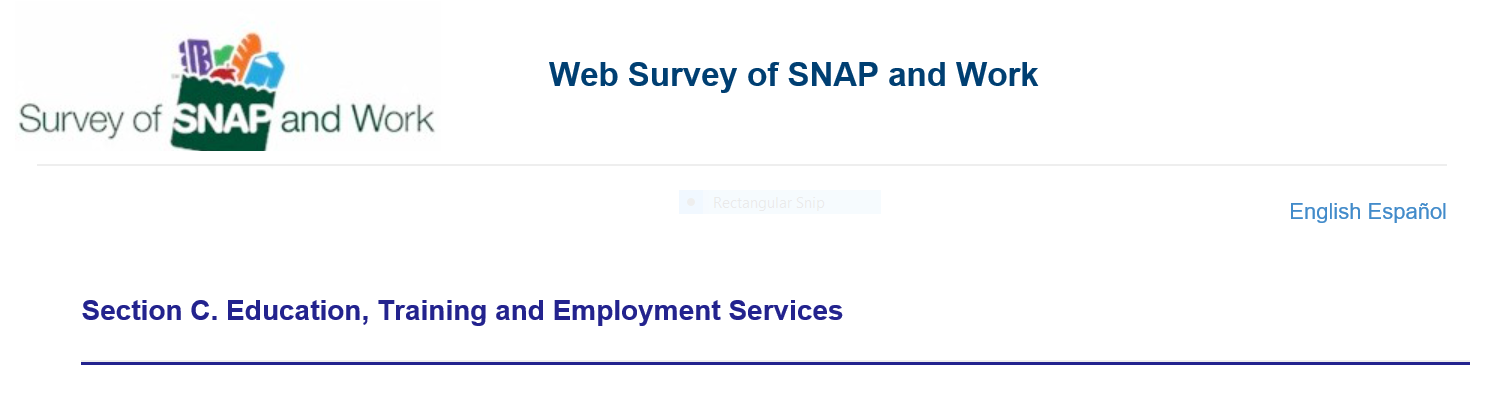 Survey of SNAP and Work
Web Survey of SNAP and Work
Rectangular Snip
English Español
Section C. Education, Training and Employment Services